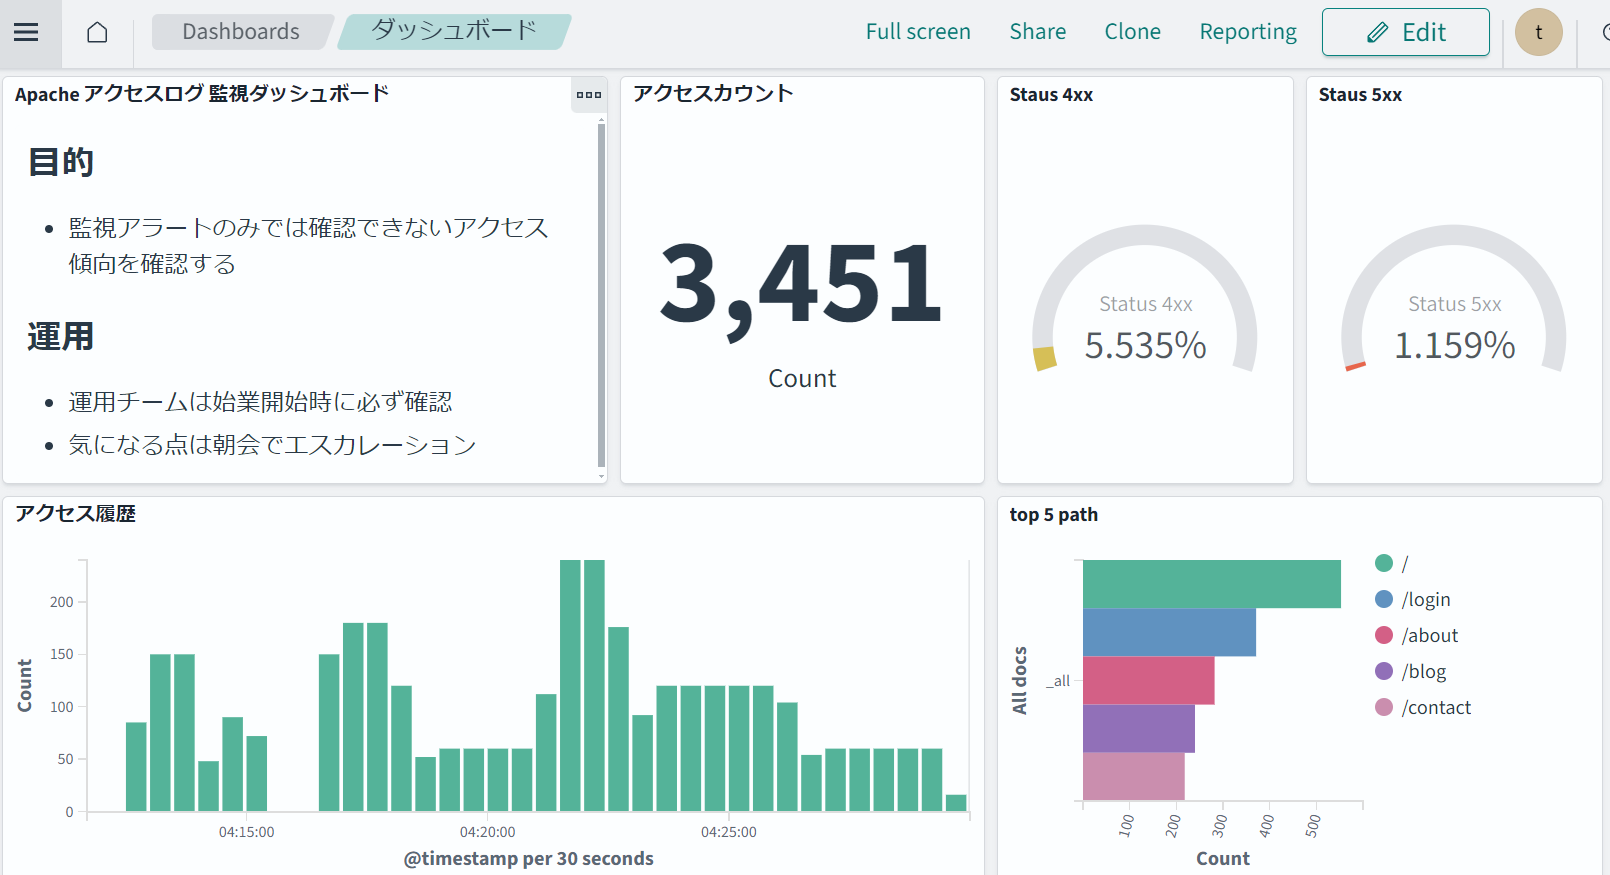 Dashboards
ダッシュボード
Full screen
Share
Clone
Reporting
Edit
t
Apache アクセスログ 監視ダッシュボード
目的
監視アラートのみでは確認できないアクセス
傾向を確認する
運用
運用チームは始業開始時に必ず確認
気になる点は朝会でエスカレーション
アクセスカウント
3,451
Count
Staus 4xx
Status 4xx
5.535%
Staus 5xx
Status 5xx
1.159%
アクセス履歴
Count
200
150
100
50
0
04:15:00
04:20:00
04:25:00
@timestamp per 30 seconds
top 5 path
All docs
_all
100
200
300
400
500
Count
/
/login
/about
/blog
/contact